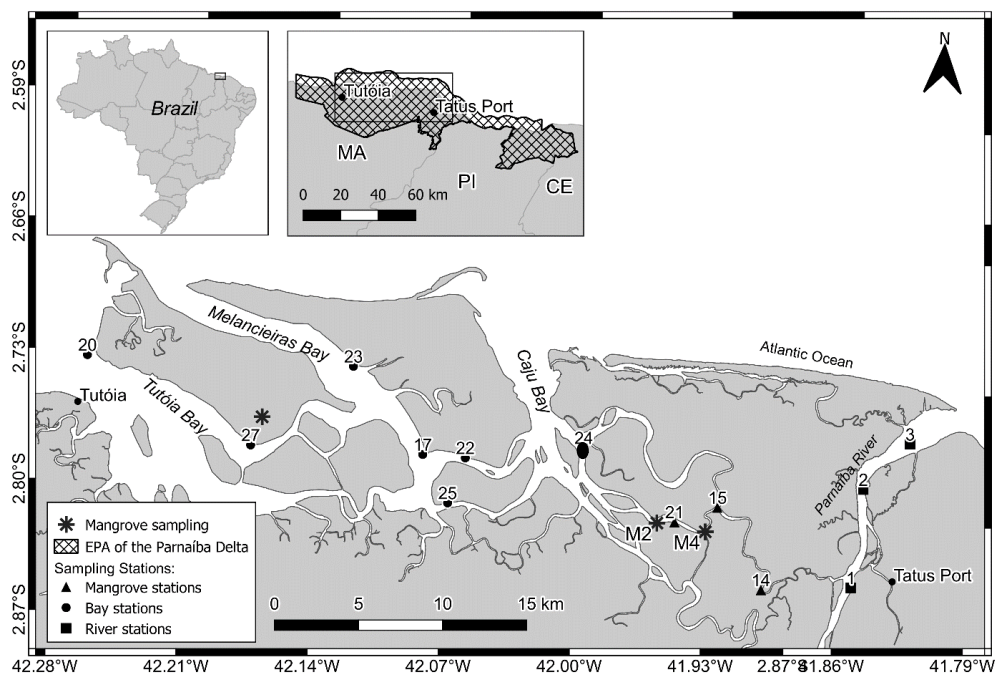 N
Brazil
Tutóia
Tatus Port
MA
PI
CE
0 20 40 60 km
2.59°S
2.66°S
2.73°S
2.80°S
2.87°S
Melancieras Bay
Caju Bay
Atlantic Ocean
20
23
Tutóia
Tutóia Bay
27
17
22
24
25
3
Parnaíba River
2
15
21
M2
M4
14
1
Tatus Port
Mangrove sampling
EPA of the Parnaíba Delta
Sampling Stations:
Mangrove stations
Bay stations
River stations
0 5 10 15 km
42.28°W 42.21°W 42.14°W 42.07°W 42.00°W 41.93°W 41.86°W 41.79°W